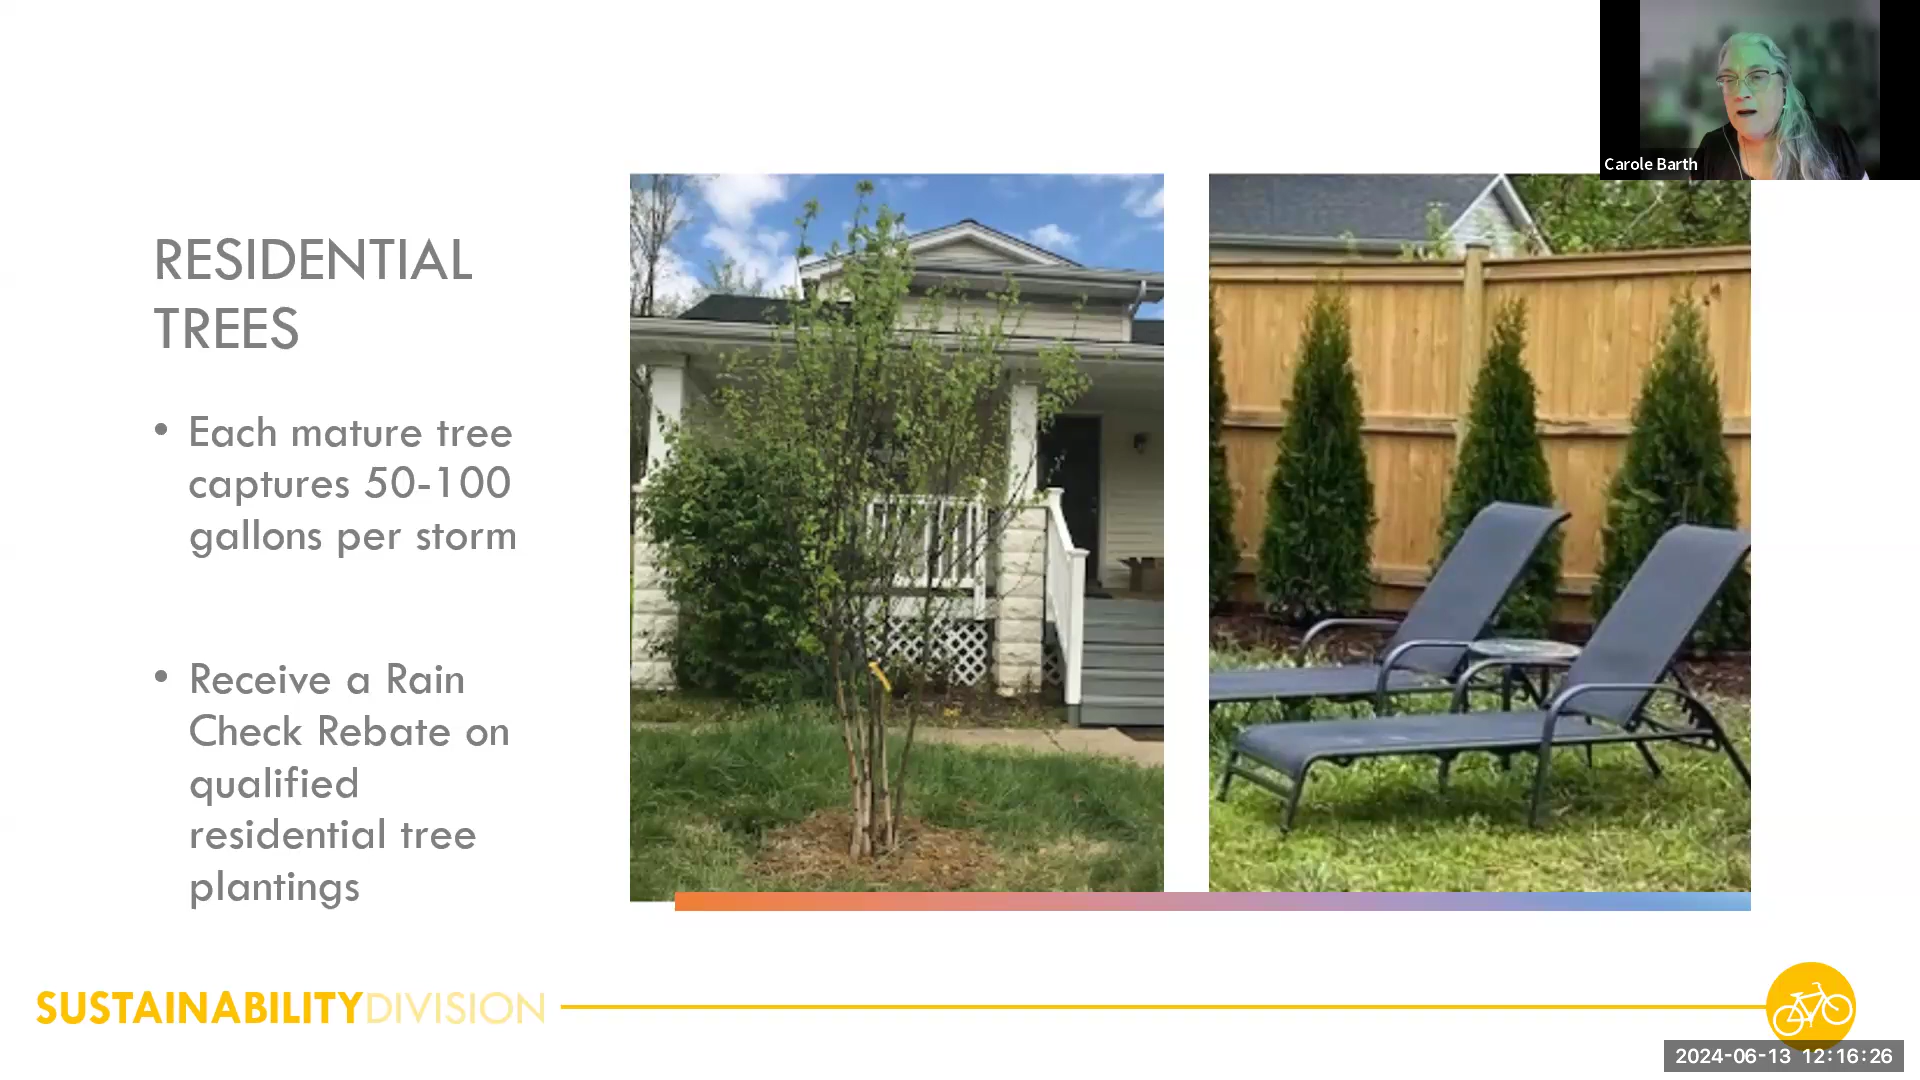 Carole Barth
RESIDENTIAL
TREES
• Each mature tree
captures 50-100
gallons per storm
• Receive a Rain
Check Rebate on
qualified
residential tree
plantings
SUSTAINABILITYDIVISION
2024-06-13 12:16:26